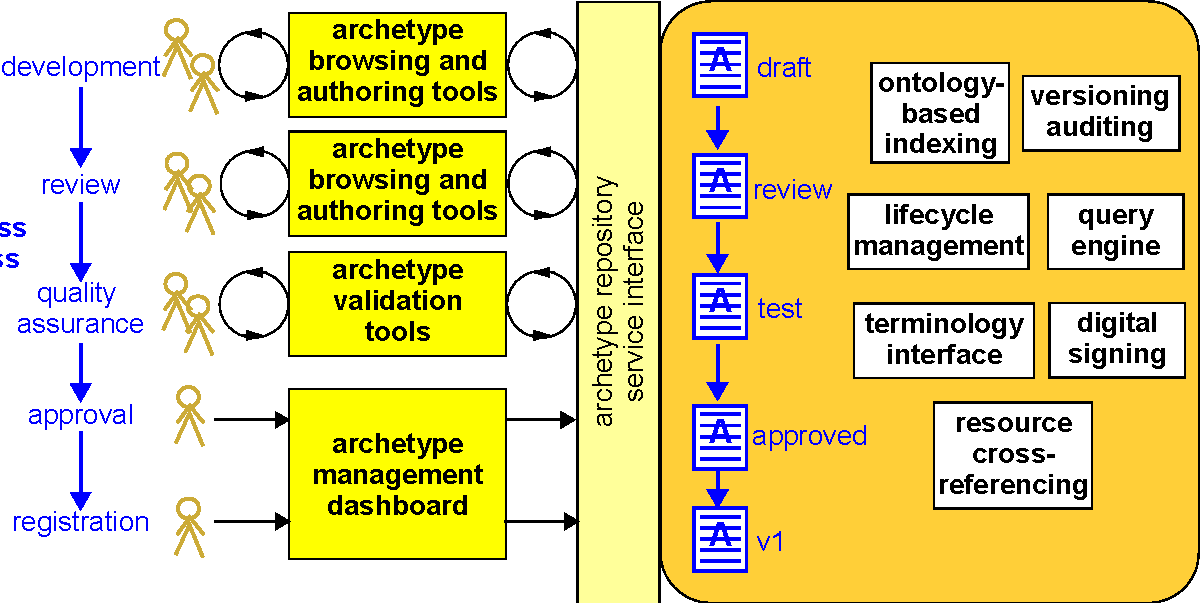 development
review
ss
ss
quality
assurance
approval
registration
archetype
browsing and
authoring tools
archetype
browsing and
authoring tools
archetype
validation
tools
archetype
management
dashboard
archetype repository
service interface
A draft
A review
A test
A approved
A v1
ontology-
based
indexing
versioning
auditing
lifecycle
management
query
engine
terminology
interface
digital
signing
resource
cross-
referencing